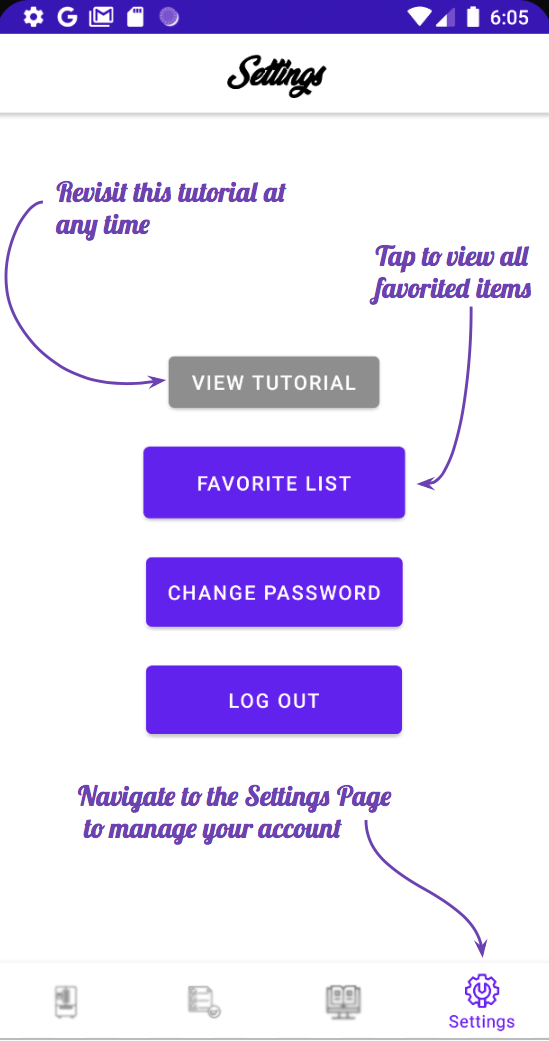 6:05
Settings
Revisit this tutorial at
any time
Tap to view all
favorited items
VIEW TUTORIAL
FAVORITE LIST
CHANGE PASSWORD
LOG OUT
Navigate to the Settings Page
to manage your account
Settings